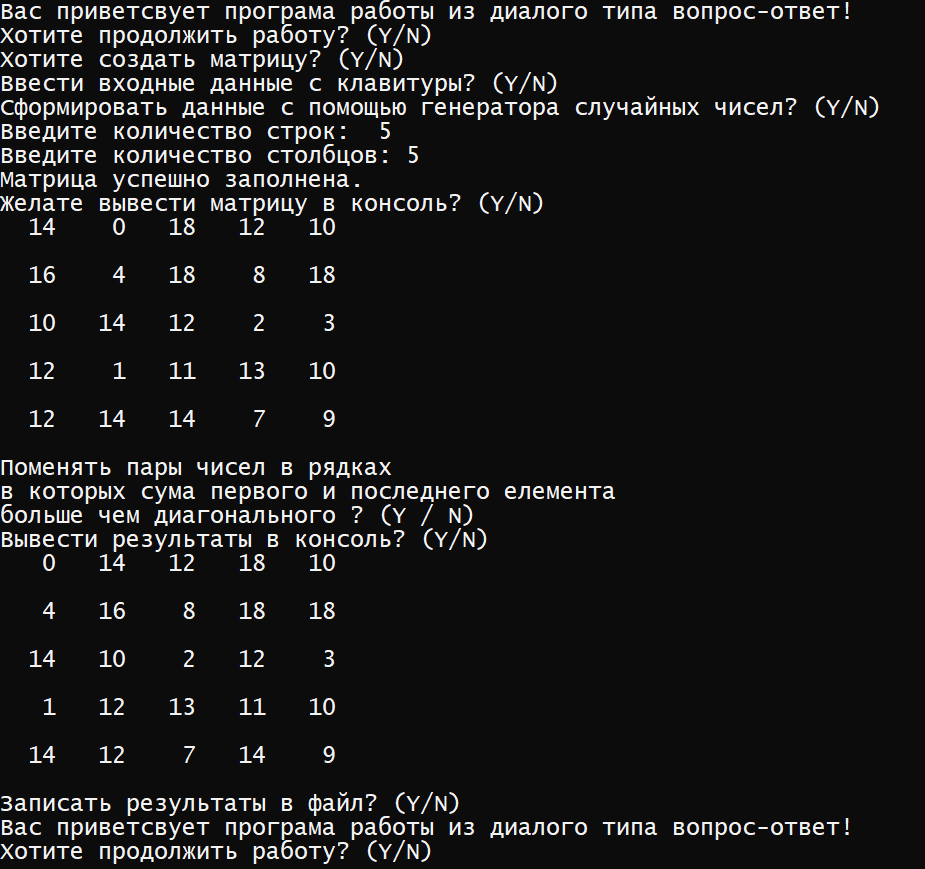 Вас приветсвует програма работы из диалого типа вопрос-ответ!
Хотите продолжить работу? (Y/N)
Хотите создать матрицу? (Y/N)
Ввести входные данные с клавитуры? (Y/N)
Сформировать данные с помощью генератора случайных чисел? (Y/N)
Введите количество строк:  5
Введите количество столбцов: 5
Матрица успешно заполнена.
Желате вывести матрицу в консоль? (Y/N)
14 0 18 12 10
16 4 18 8 18
10 14 12 2 3
12 1 11 13 10
12 14 14 7 9
Поменять пары чисел в рядках
в которых сума первого и последнего елемента
больше чем диагонального ? (Y / N)
Вывести результаты в консоль? (Y/N)
0 14 12 18 10
4 16 8 18 18
14 10 2 12 3
1 12 13 11 10
14 12 7 14 9
Записать результаты в файл? (Y/N)
Вас приветсвует програма работы из диалого типа вопрос-ответ!
Хотите продолжить работу? (Y/N)